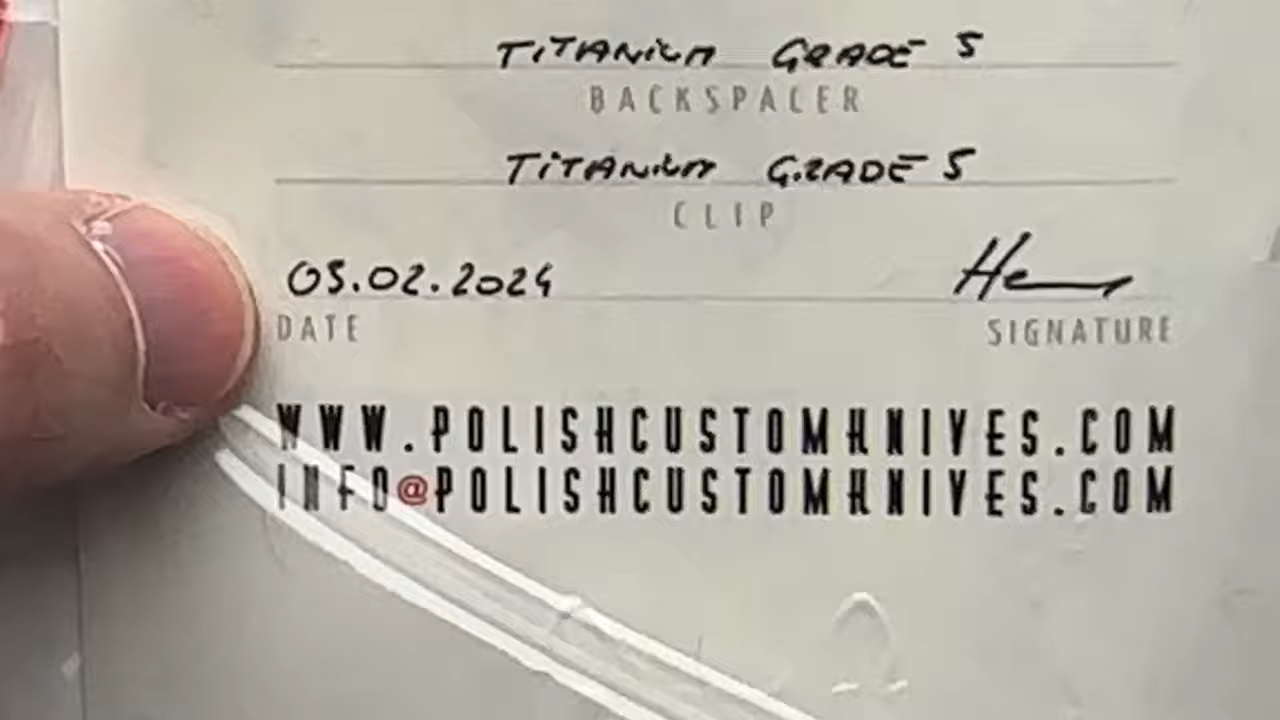 TITANIUM GRADE 5
BACKSPACER
TITANIUM GRADE 5
CLIP
05.02.2024
DATE SIGNATURE
WWW.POLISHCUSTOMKNIVES.COM
INFO@POLISHCUSTOMKNIVES.COM